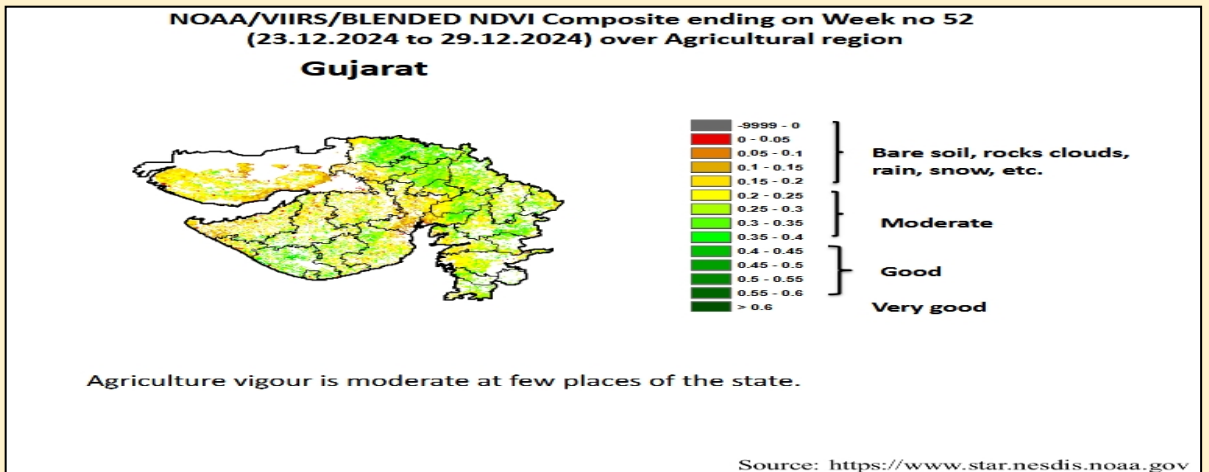 NOAA/VIIRS/BLENDED NDVI Composite ending on Week no 52
(23.12.2024 to 29.12.2024) over Agricultural region
Gujarat
-9999 - 0
0 - 0.05
0.05 - 0.1
0.1 - 0.15
0.15 - 0.2
0.2 - 0.25
0.25 - 0.3
0.3 - 0.35
0.35 - 0.4
0.4 - 0.45
0.45 - 0.5
0.5 - 0.55
0.55 - 0.6
> 0.6
Bare soil, rocks clouds,
rain, snow, etc.
Moderate
Good
Very good
Agriculture vigour is moderate at few places of the state.
Source: https://www.star.nesdis.noaa.gov